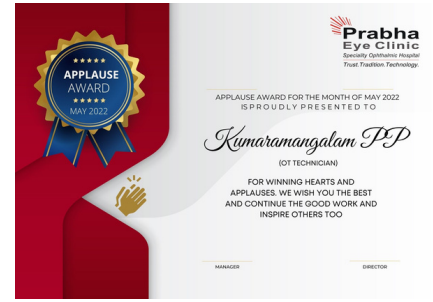 Prabha
Eye Clinic
Speciality Ophthalmic Hospital
Trust.Tradition.Technology.
APPLAUSE
AWARD
MAY 2022
APPLAUSE AWARD FOR THE MONTH OF MAY 2022
IS PROUDLY PRESENTED TO
Kumaramangalam PP
(OT TECHNICIAN)
FOR WINNING HEARTS AND
APPLAUSES. WE WISH YOU THE BEST
AND CONTINUE THE GOOD WORK AND
INSPIRE OTHERS TOO
MANAGER
DIRECTOR